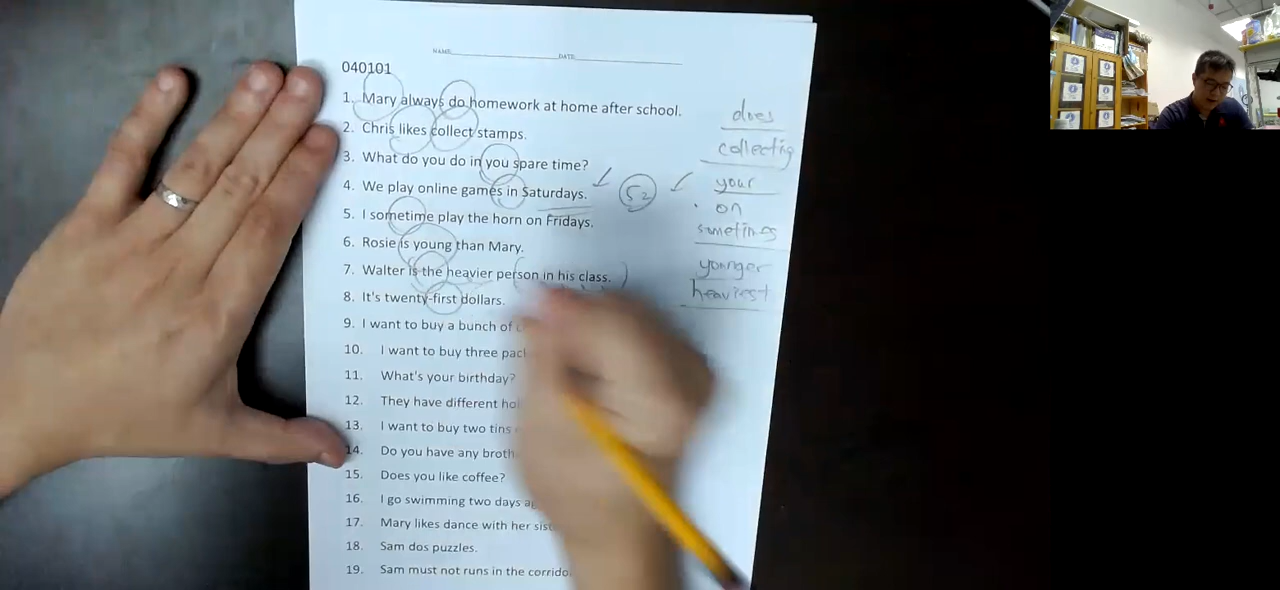 NAME: DATE:
040101
1. Mary always do homework at home after school. does
2. Chris likes collect stamps. collecting
3. What do you do in you spare time? your
4. We play online games in Saturdays. 52 on
5. I sometime play the horn on Fridays. sometimes
6. Rosie is young than Mary. younger
7. Walter is the heavier person in his class. heaviest
8. It's twenty-first dollars.
9. I want to buy a bunch of
10. I want to buy three
11. What's your birthday?
12. They have different
13. I want to buy two tins
14. Do you have any
15. Does you like coffee?
16. I go swimming two days
17. Mary likes dance with her
18. Sam dos puzzles.
19. Sam must not runs in the